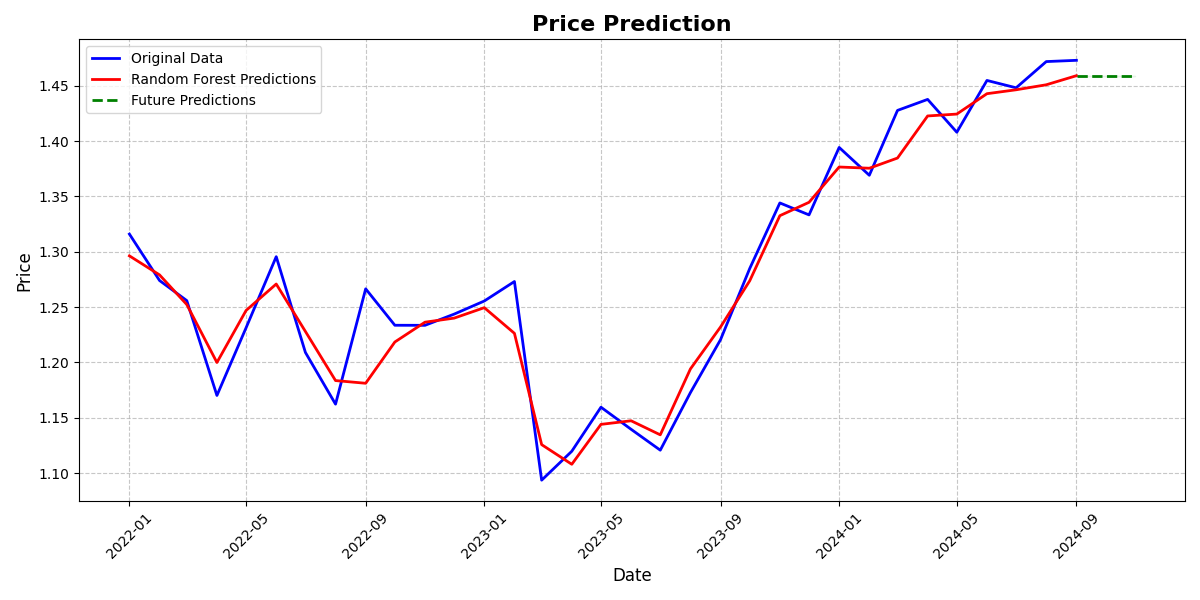 Price Prediction
Original Data
Random Forest Predictions
Future Predictions
Price
1.45
1.40
1.35
1.30
1.25
1.20
1.15
1.10
2022-01
2022-05
2022-09
2023-01
2023-05
2023-09
2024-01
2024-05
2024-09
Date